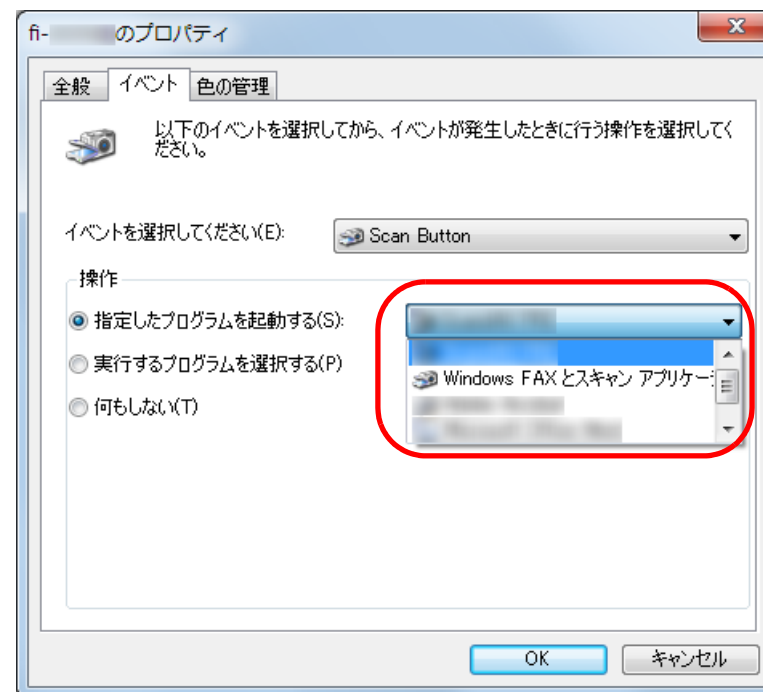 fi- のプロパティ
全般 イベント 色の管理
以下のイベントを選択してから、イベントが発生したときに行う操作を選択してく
ださい。
イベントを選択してください(E): Scan Button
操作
指定したプログラムを起動する(S):
実行するプログラムを選択する(P)
Windows FAX とスキャン アプリケー
何もしない(T)
OK キャンセル